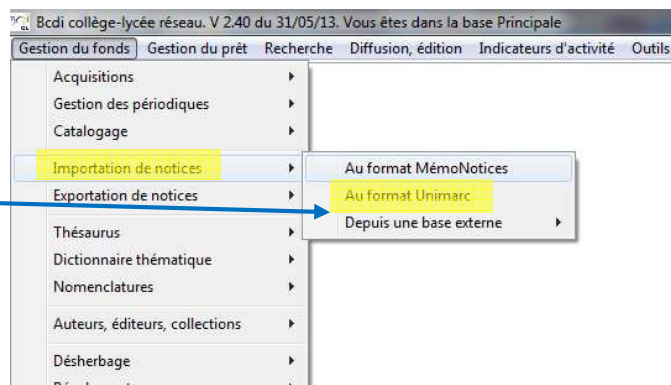 Bcdi collège-lycée réseau. V 2.40 du 31/05/13. Vous êtes dans la base Principale
Gestion du fonds Gestion du prêt Recherche Diffusion, édition Indicateurs d'activité Outils
Acquisitions
Gestion des périodiques
Catalogage
Importation de notices
Exportation de notices
Thésaurus
Dictionnaire thématique
Nomenclatures
Auteurs, éditeurs, collections
Désherbage
Au format MémoNotices
Au format Unimarc
Depuis une base externe